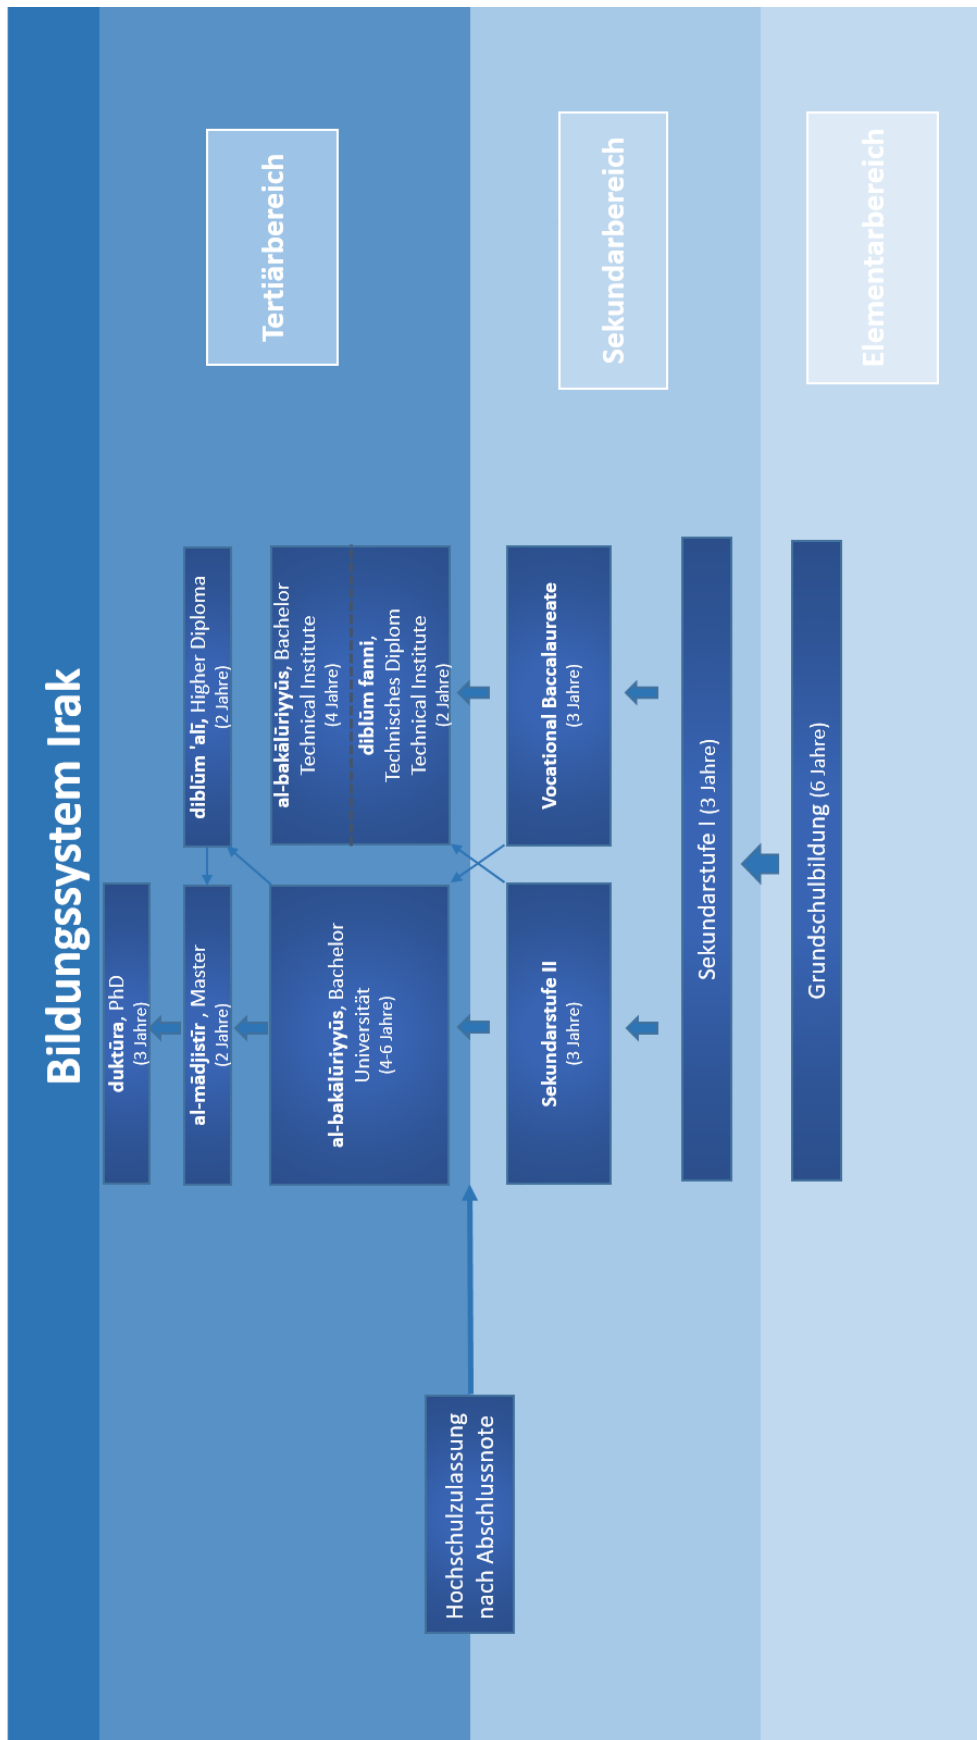 Bildungssystem Irak
duktūra, PhD
(3 Jahre)
al-mādjistīr , Master
(2 Jahre)
diblūm 'alī, Higher Diploma
(2 Jahre)
Tertiärbereich
al-bakālūriyyūs, Bachelor
Universität
(4-6 Jahre)
al-bakālūriyyūs, Bachelor
Technical Institute
(4 Jahre)
diblūm fanni,
Technisches Diplom
Technical Institute
(2 Jahre)
Hochschulzulassung
nach Abschlussnote
Sekundarstufe II
(3 Jahre)
Vocational Baccalaureate
(3 Jahre)
Sekundarbereich
Sekundarstufe I (3 Jahre)
Grundschulbildung (6 Jahre)
Elementarbereich